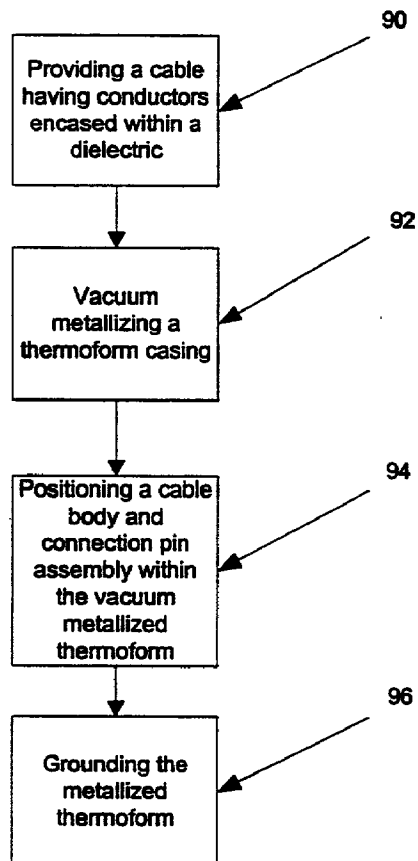 90
Providing a cable
having conductors
encased within a
dielectric
92
Vacuum
metallizing a
thermoform casing
94
Positioning a cable
body and
connection pin
assembly within
the vacuum
metallized
thermoform
96
Grounding the
metallized
thermoform